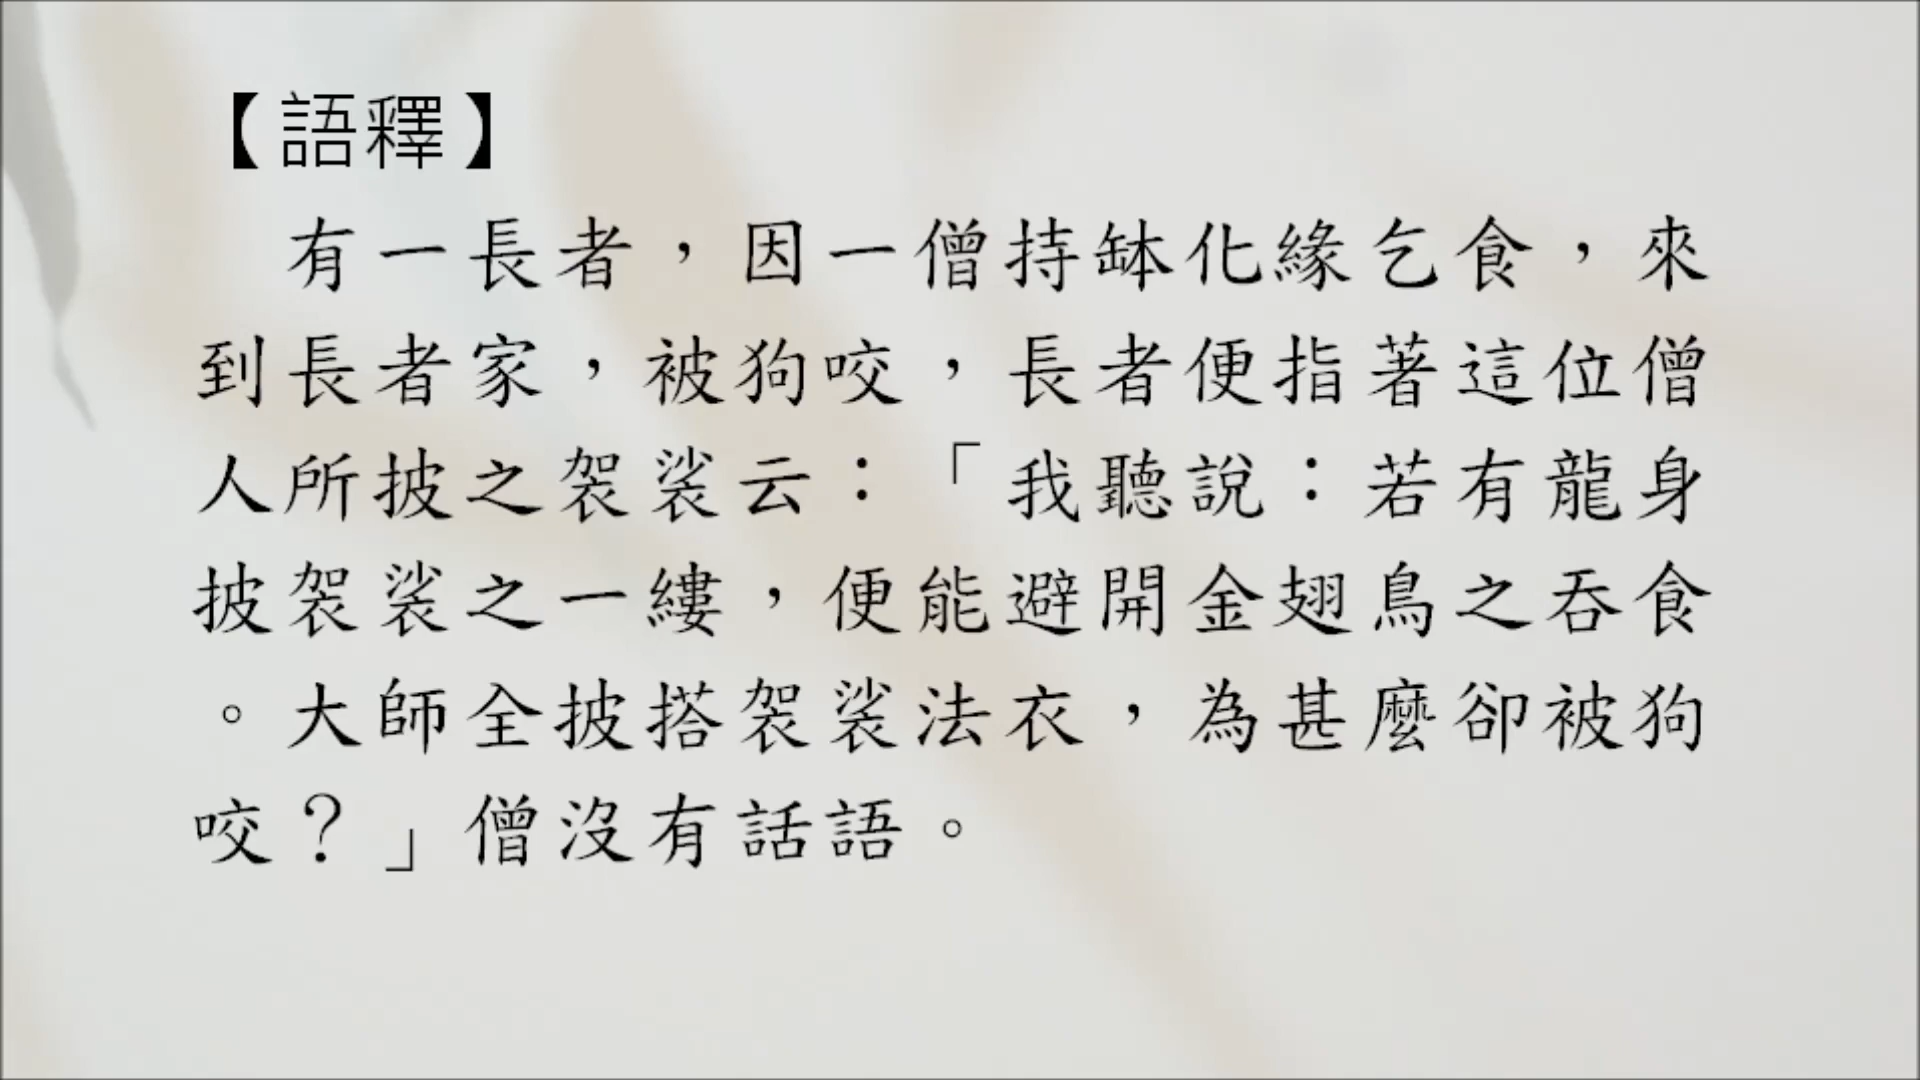 【語釋】
有一長者，因一僧持缽化緣乞食，來
到長者家，被狗咬，長者便指著這位僧
人所披之袈裟云：「我聽說：若有龍身
披袈裟之一縷，便能避開金翅鳥之吞食
。大師全披搭袈裟法衣，為甚麼卻被狗
咬？」僧沒有話語。